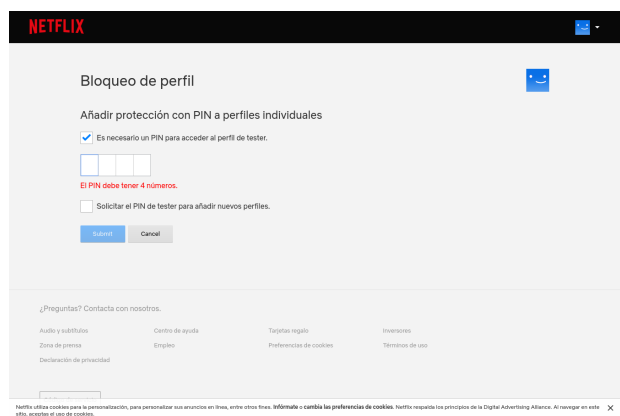 NETFLIX
Bloqueo de perfil
Añadir protección con PIN a perfiles individuales
Es necesario un PIN para acceder al perfil de tester.
El PIN debe tener 4 números.
Solicitar el PIN de tester para añadir nuevos perfiles.
Submit Cancel
¿Preguntas? Contacta con nosotros.
Audio y subtítulos Centro de ayuda Tarjetas regalo Inversores
Zona de prensa Empleo Preferencias de cookies Términos de uso
Declaración de privacidad
Netflix utiliza cookies para la personalización, para personalizar sus anuncios en línea, entre otros fines. Infórmate o cambia las preferencias de cookies. Netflix respalda los principios de la Digital Advertising Alliance. Al navegar en este
sitio, aceptas el uso de cookies.